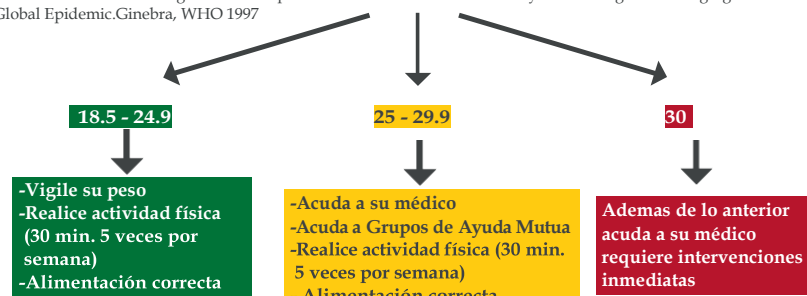 Global Epidemic.Ginebra, WHO 1997
18.5 - 24.9
25 - 29.9
30
-Vigile su peso
-Realice actividad física
(30 min. 5 veces por
semana)
-Alimentación correcta
-Acuda a su médico
-Acuda a Grupos de Ayuda Mutua
-Realice actividad física (30 min.
5 veces por semana)
-Alimentación correcta
Ademas de lo anterior
acuda a su médico
requiere intervenciones
inmediatas